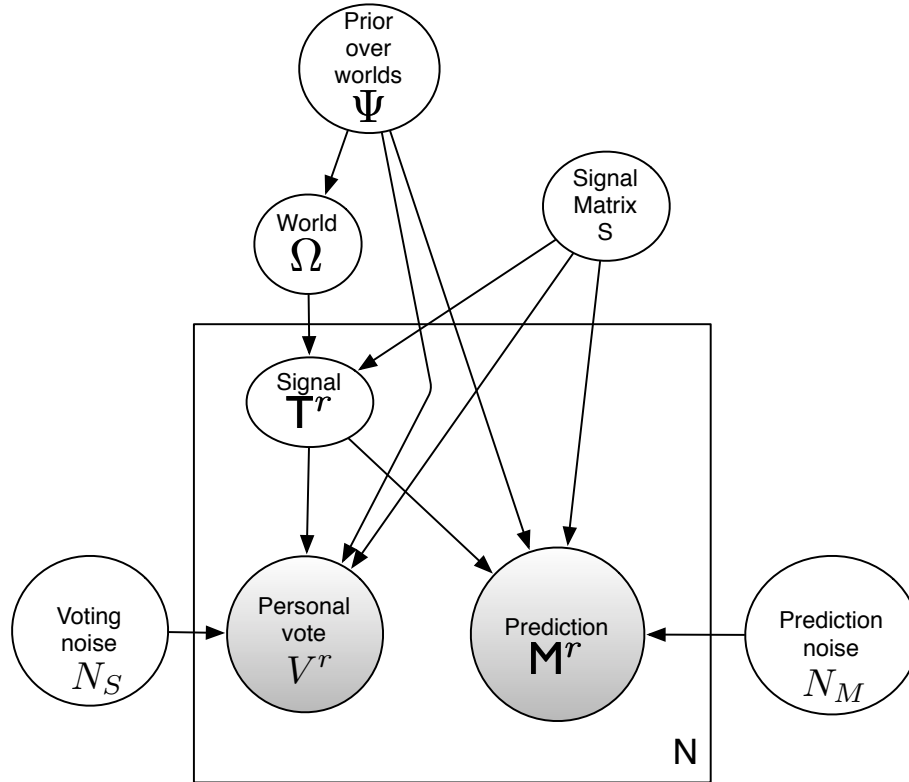 Prior
over
worlds
Ψ
Signal
Matrix
S
World
Ω
Signal
T^r
Voting
noise
N_S
Personal
vote
V^r
Prediction
M^r
Prediction
noise
N_M
N